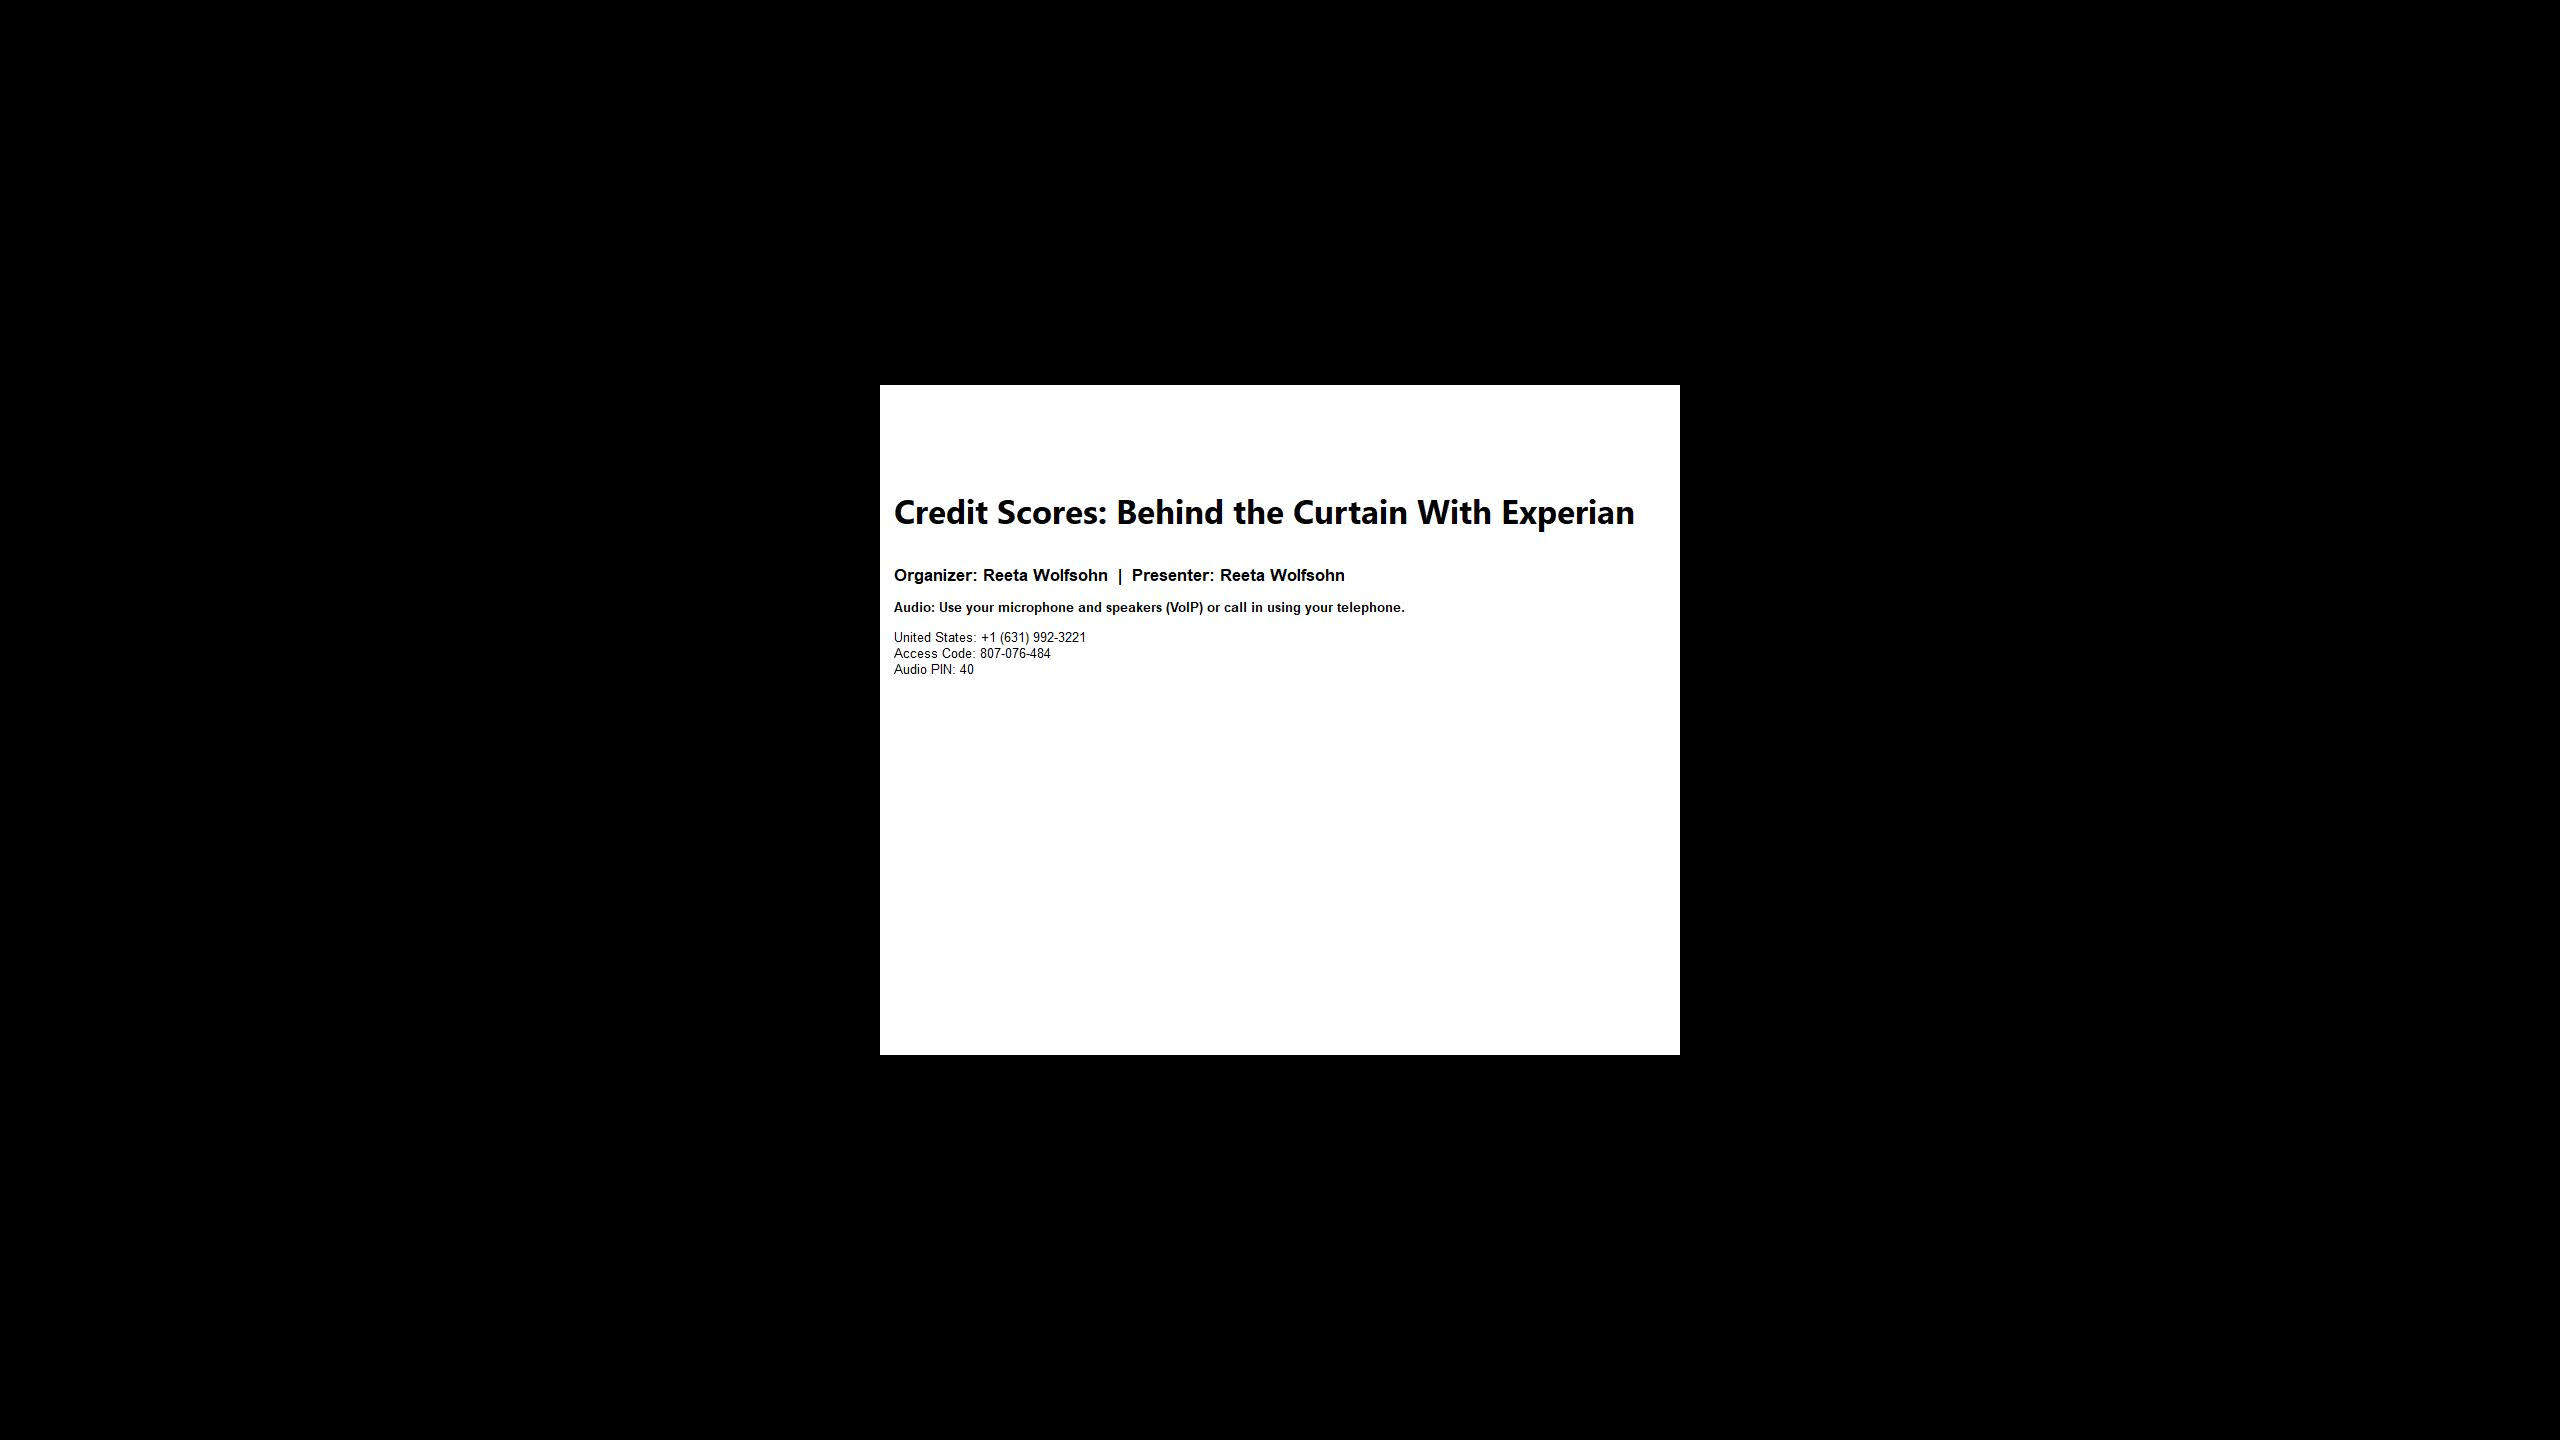 Credit Scores: Behind the Curtain With Experian
Organizer: Reeta Wolfsohn | Presenter: Reeta Wolfsohn
Audio: Use your microphone and speakers (VoIP) or call in using your telephone.
United States: +1 (631) 992-3221
Access Code: 807-076-484
Audio PIN: 40